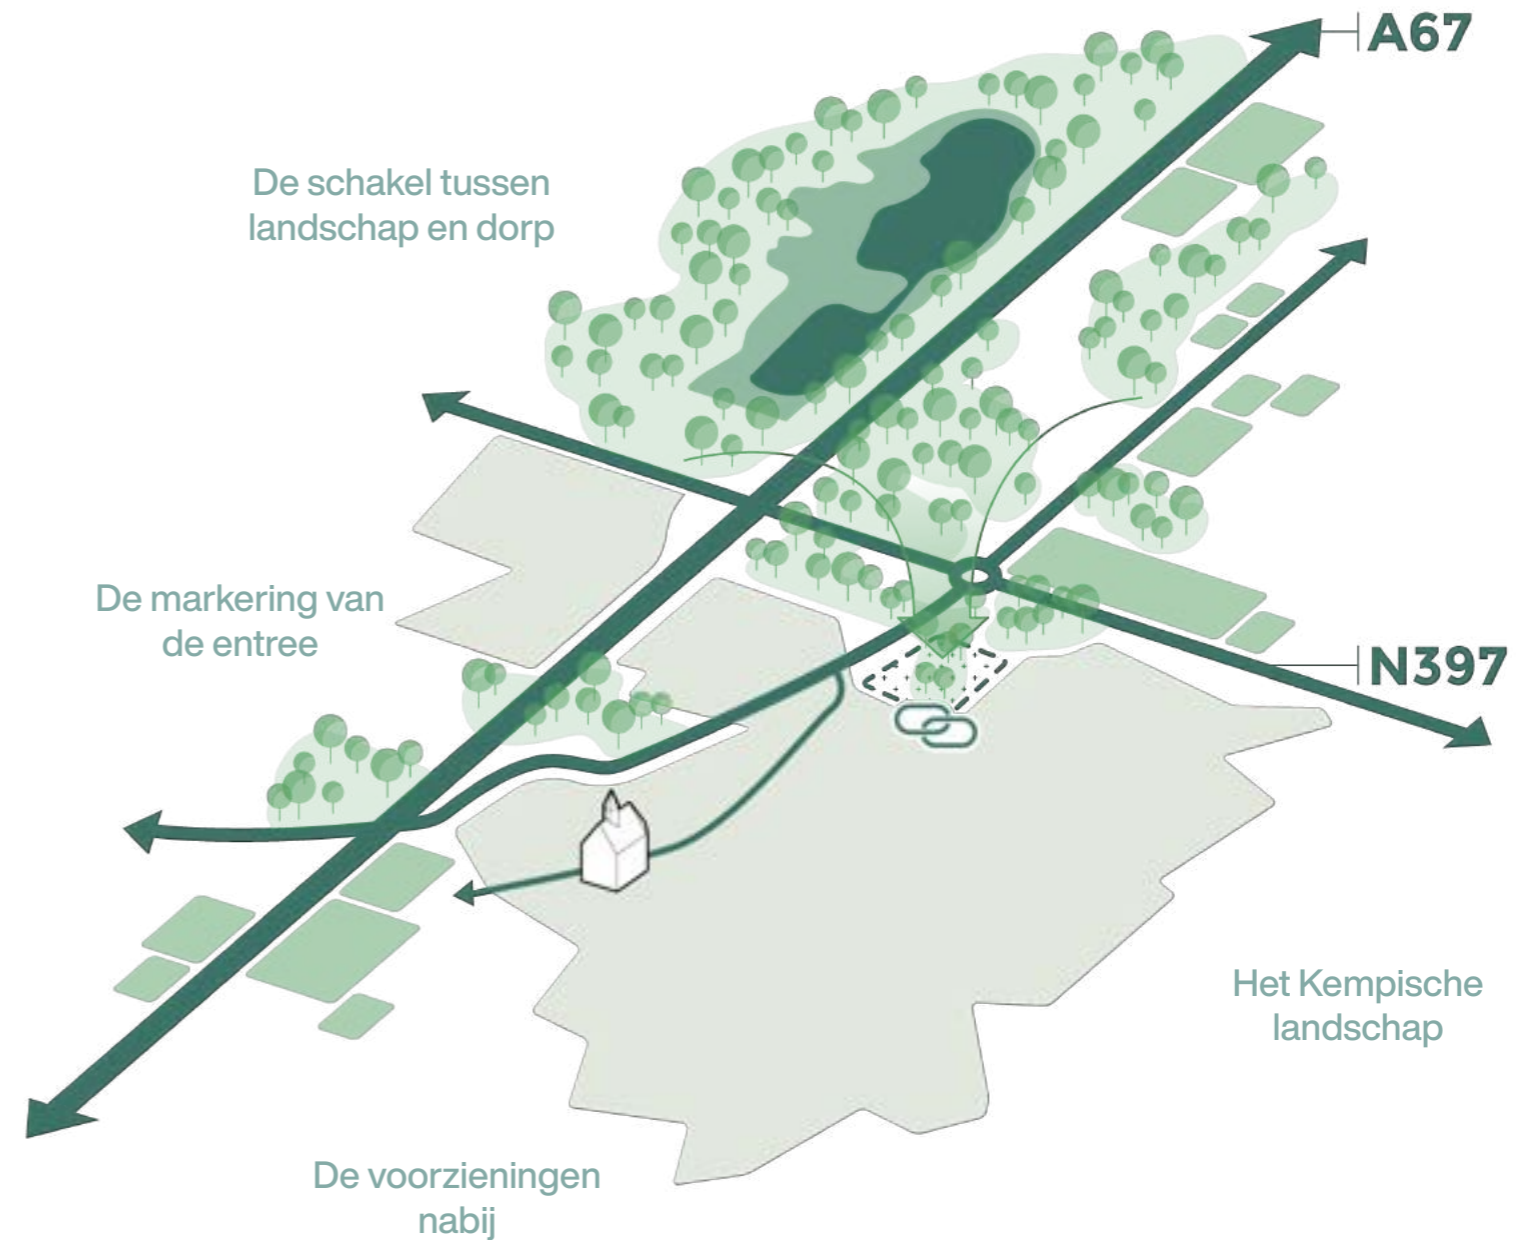 A67
De schakel tussen
landschap en dorp
De markering van
de entree
N397
Het Kempische
landschap
De voorzieningen
nabij